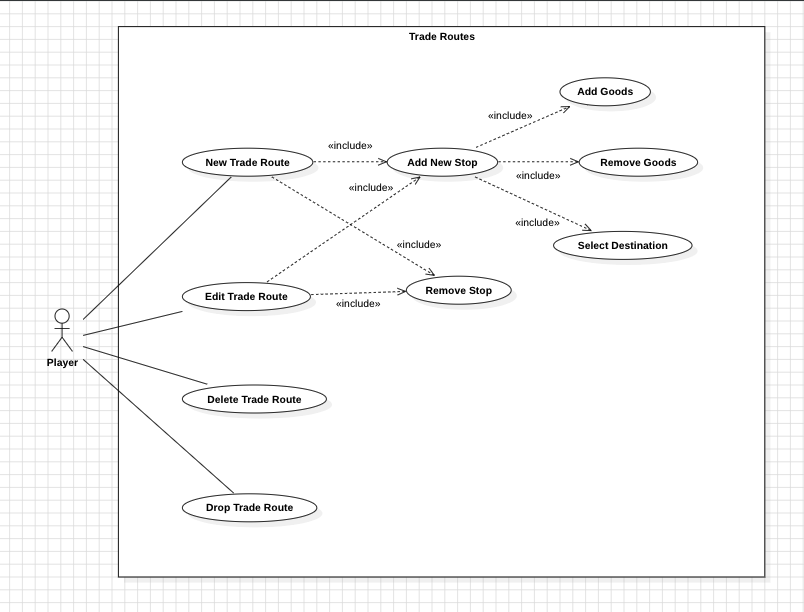 Trade Routes
Add Goods
«include»
«include»
New Trade Route
Add New Stop
Remove Goods
«include»
«include»
«include»
Select Destination
«include»
Edit Trade Route
Remove Stop
«include»
Player
Delete Trade Route
Drop Trade Route